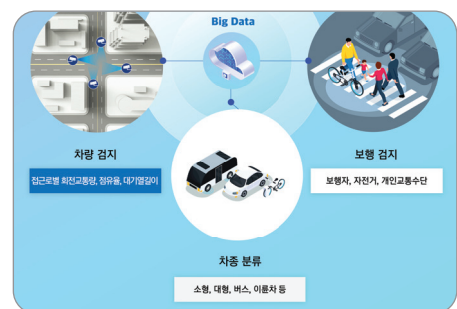 Big Data
차량 검지
접근로별 회전교통량, 점유율, 대기열길이
보행 검지
보행자, 자전거, 개인교통수단
차종 분류
소형, 대형, 버스, 이륜차 등